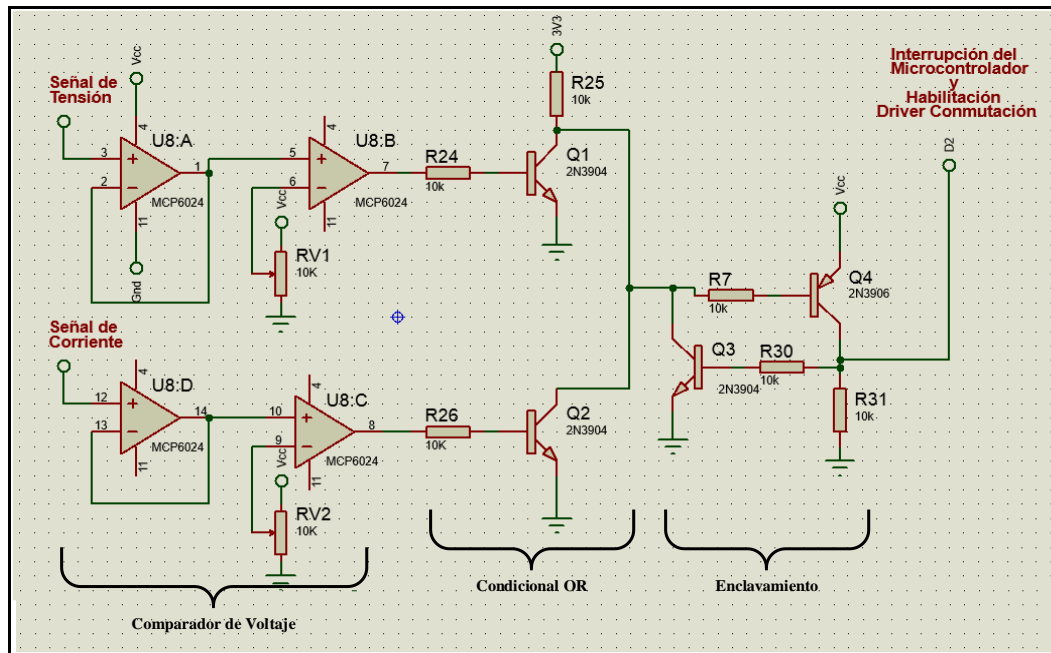 Señal de
Tensión
Vcc
4
3
2
1
11
U8:A
MCP6024
Gnd
5
6
7
4
11
U8:B
MCP6024
Vcc
RV1
10K
R24
10k
3V3
R25
10k
Q1
2N3904
Interrupción del
Microcontrolador
y
Habilitación
Driver Conmutación
D2
Vcc
R7
10k
Q4
2N3906
Q3
2N3904
R30
10k
R31
10k
Señal de
Corriente
12
13
14
4
11
U8:D
MCP6024
10
9
8
4
11
U8:C
MCP6024
Vcc
RV2
10K
R26
10K
Q2
2N3904
Comparador de Voltaje
Condicional OR
Enclavamiento